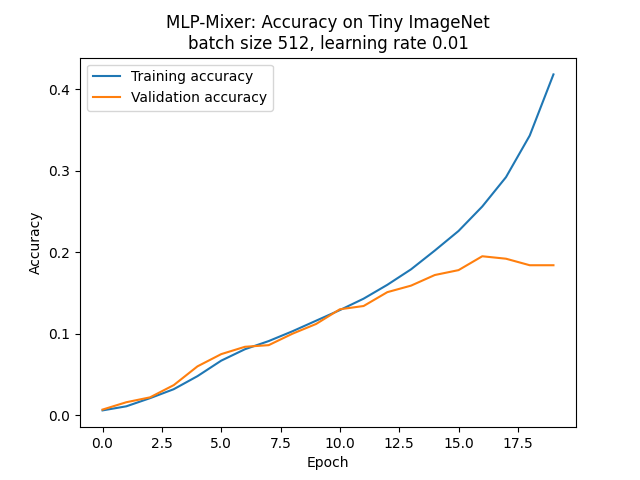 MLP-Mixer: Accuracy on Tiny ImageNet
batch size 512, learning rate 0.01
Training accuracy
Validation accuracy
0.4
0.3
0.2
0.1
0.0
Accuracy
0.0 2.5 5.0 7.5 10.0 12.5 15.0 17.5
Epoch